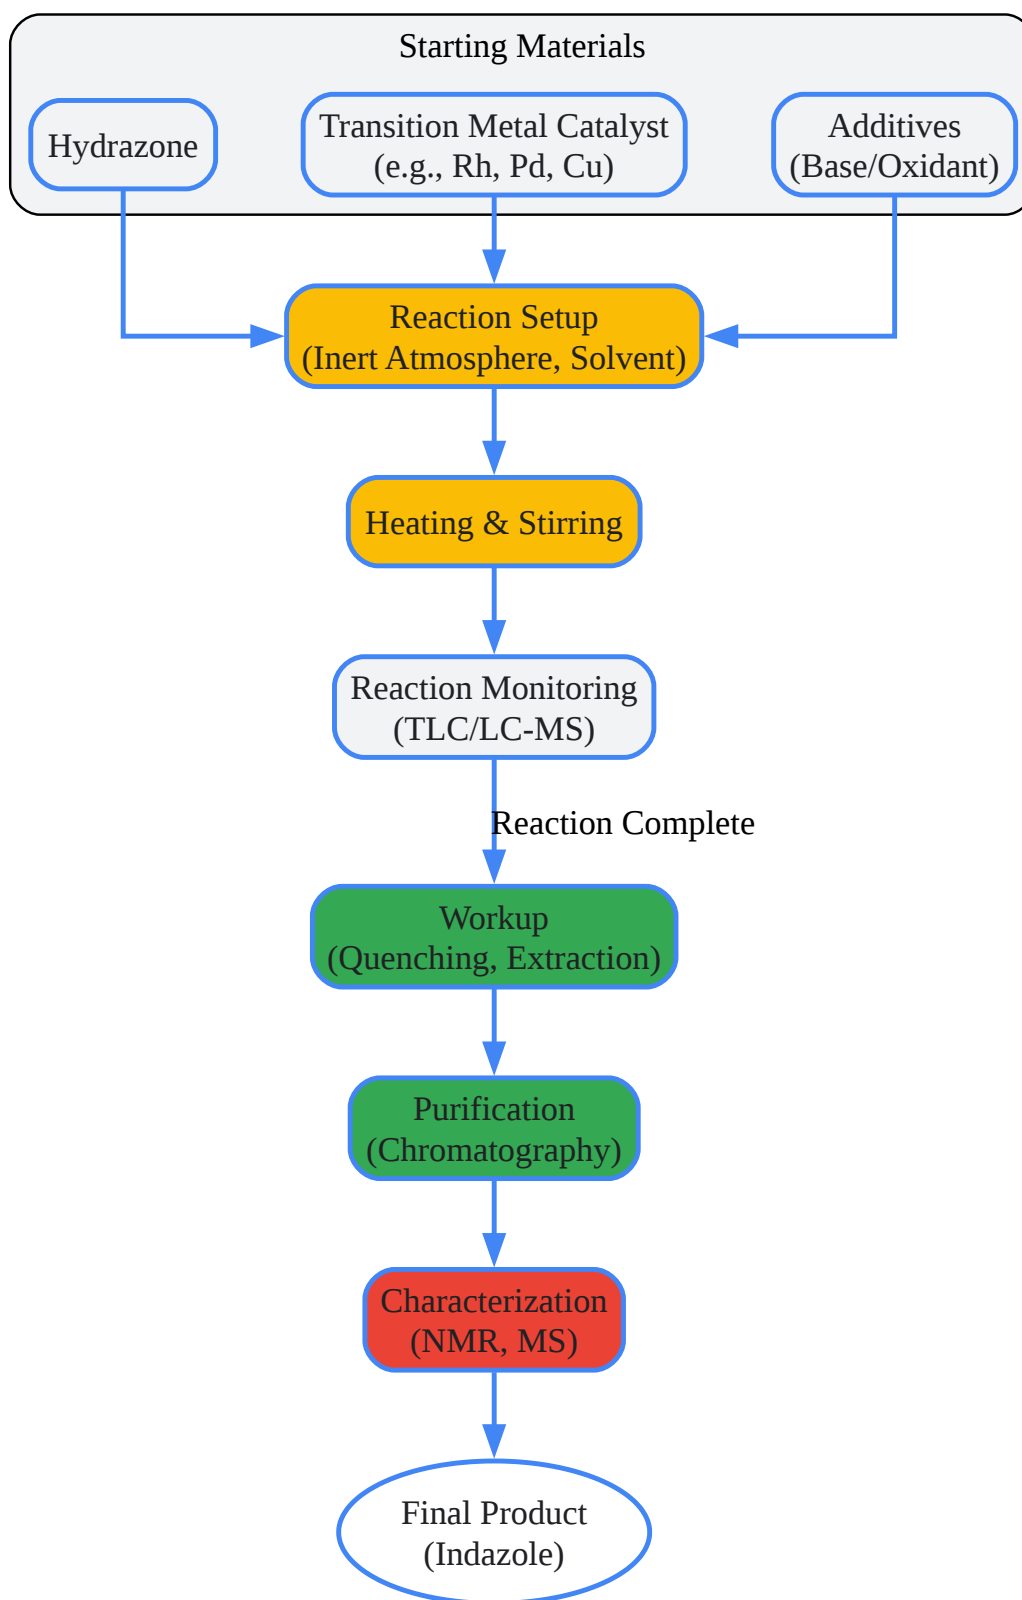 Starting Materials
Hydrazone
Transition Metal Catalyst
(e.g., Rh, Pd, Cu)
Additives
(Base/Oxidant)
Reaction Setup
(Inert Atmosphere, Solvent)
Heating & Stirring
Reaction Monitoring
(TLC/LC-MS)
Reaction Complete
Workup
(Quenching, Extraction)
Purification
(Chromatography)
Characterization
(NMR, MS)
Final Product
(Indazole)